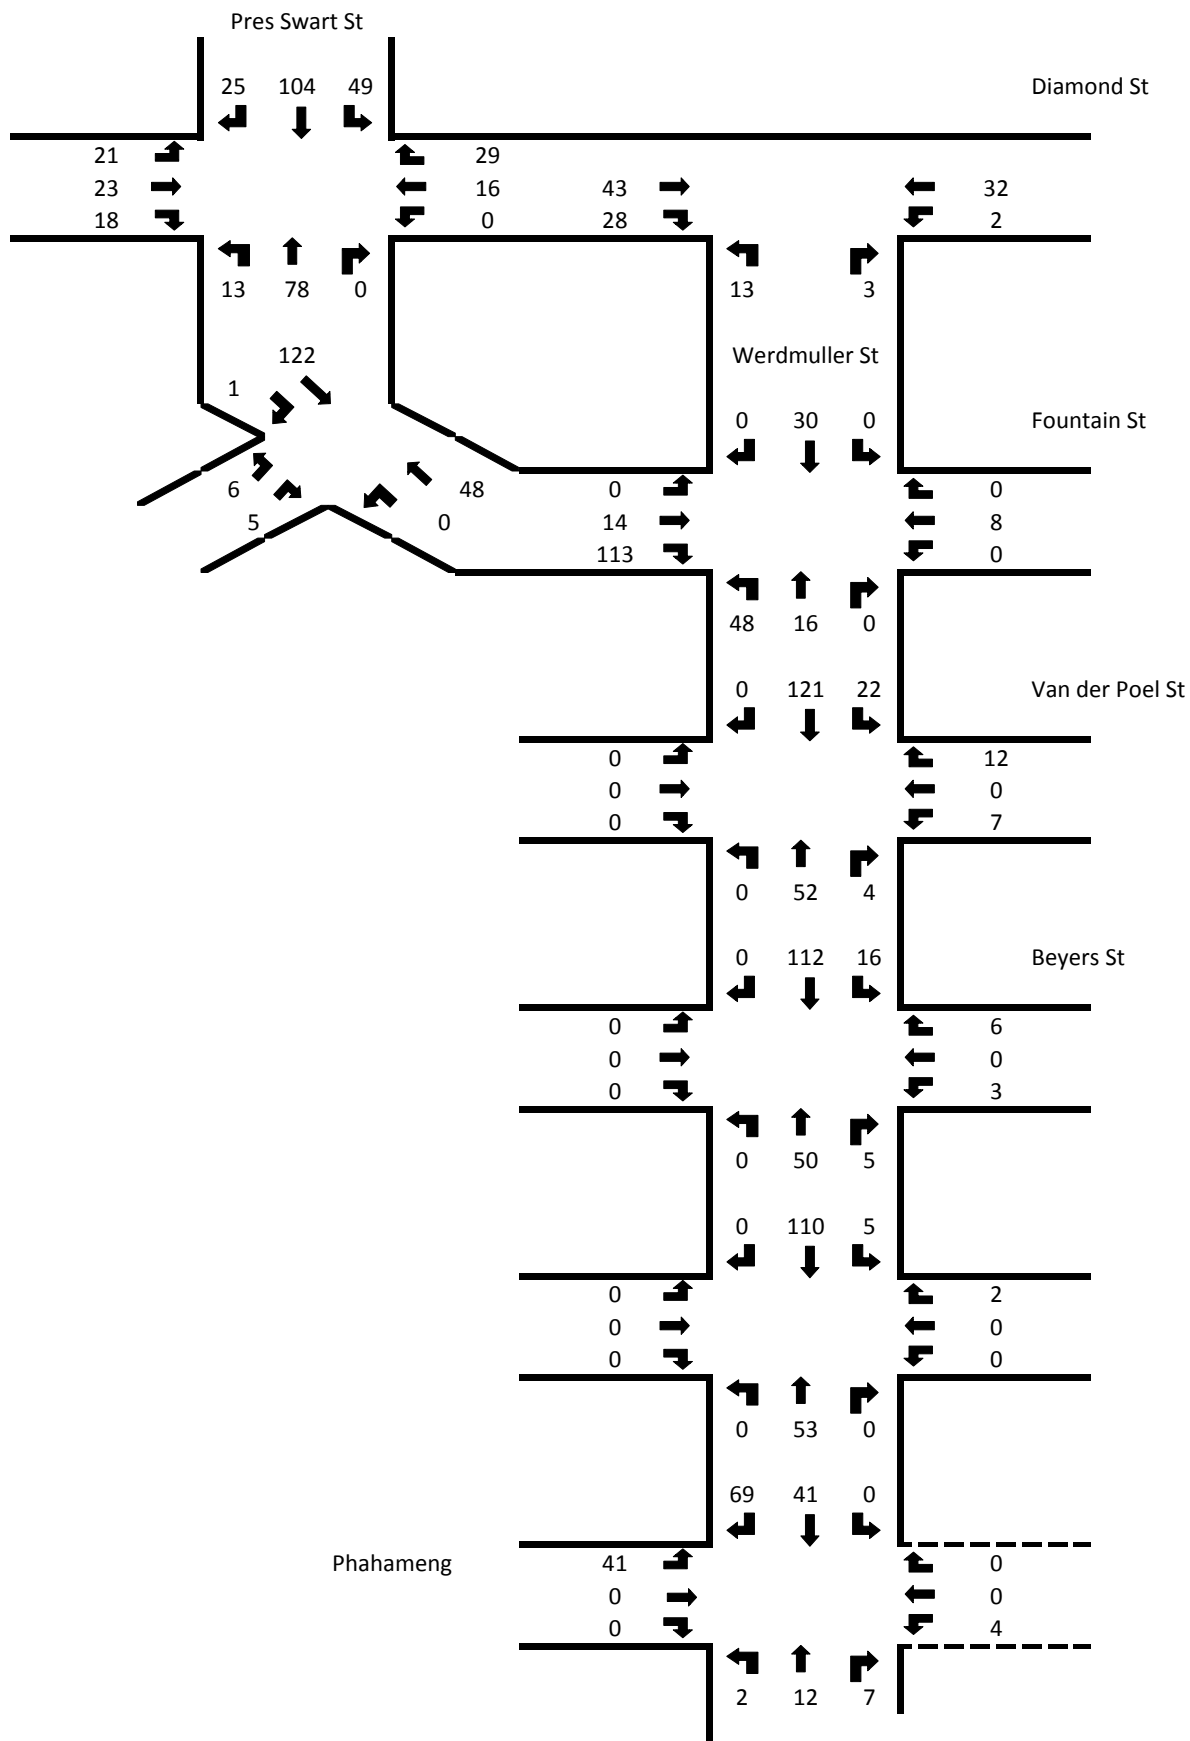 Pres Swart St
25 104 49 Diamond St
21 29
23 16 43 32
18 0 28 2
13 78 0 13 3
122 Werdmuller St
1
0 30 0 Fountain St
6 48 0 0
5 0 14 8
113 0
48 16 0
0 121 22 Van der Poel St
0 12
0 0
0 7
0 52 4
0 112 16 Beyers St
0 6
0 0
0 3
0 50 5
0 110 5
0 2
0 0
0 0
0 53 0
69 41 0
Phahameng 41 0
0 0
0 4
2 12 7